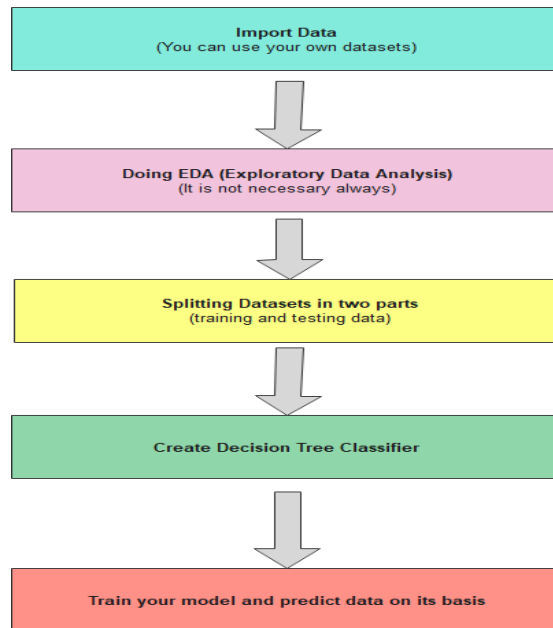 Import Data
(You can use your own datasets)
Doing EDA (Exploratory Data Analysis)
(It is not necessary always)
Splitting Datasets in two parts
(training and testing data)
Create Decision Tree Classifier
Train your model and predict data on its basis